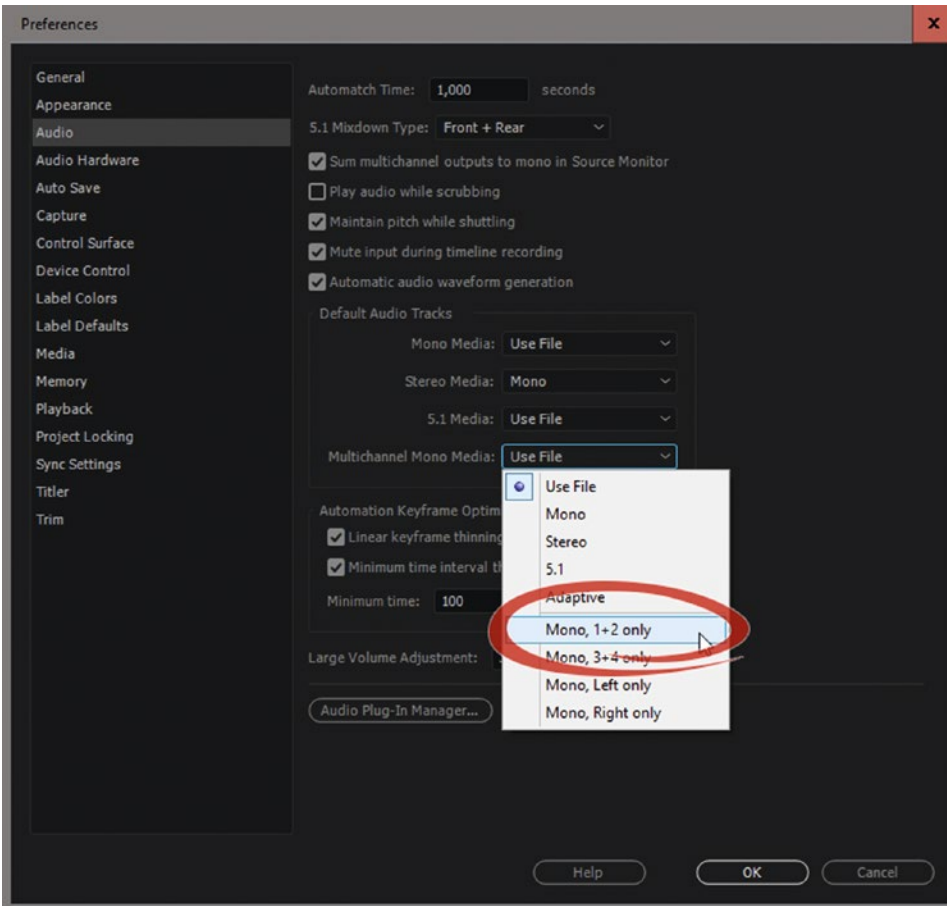 Preferences
x
General
Appearance
Audio
Audio Hardware
Auto Save
Capture
Control Surface
Device Control
Label Colors
Label Defaults
Media
Memory
Playback
Project Locking
Sync Settings
Titler
Trim
Automatch Time: 1,000 seconds
5.1 Mixdown Type: Front + Rear
Sum multichannel outputs to mono in Source Monitor
Play audio while scrubbing
Maintain pitch while shuttling
Mute input during timeline recording
Automatic audio waveform generation
Default Audio Tracks
Mono Media: Use File
Stereo Media: Mono
5.1 Media: Use File
Multichannel Mono Media: Use File
Use File
Mono
Stereo
5.1
Adaptive
Mono, 1+2 only
Mono, 3+4 only
Mono, Left only
Mono, Right only
Automation Keyframe
Linear keyframe thinning
Minimum time interval
Minimum time: 100
Large Volume Adjustment:
Audio Plug-In Manager...
Help
OK
Cancel